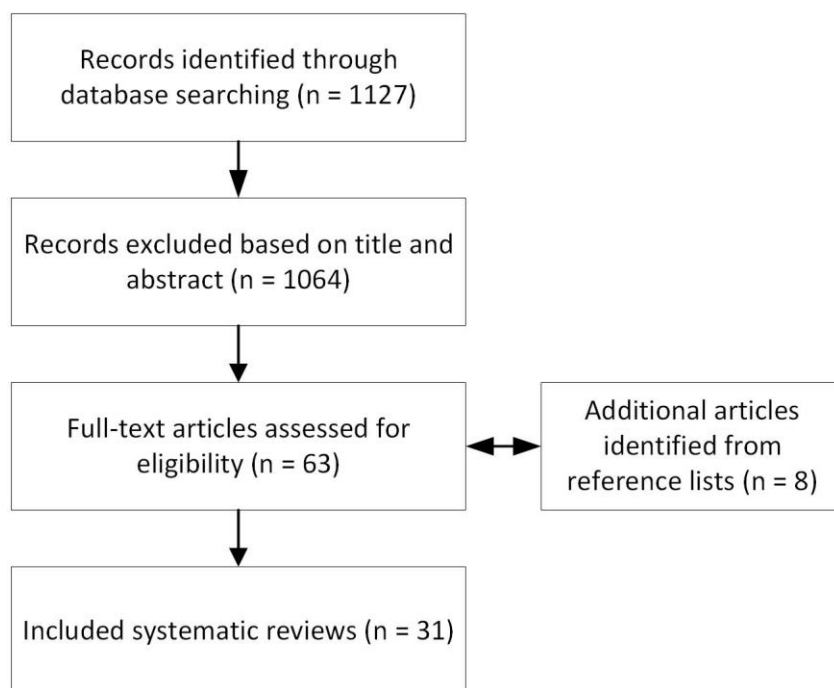 Records identified through
database searching (n = 1127)
Records excluded based on title and
abstract (n = 1064)
Full-text articles assessed for
eligibility (n = 63)
Additional articles
identified from
reference lists (n = 8)
Included systematic reviews (n = 31)